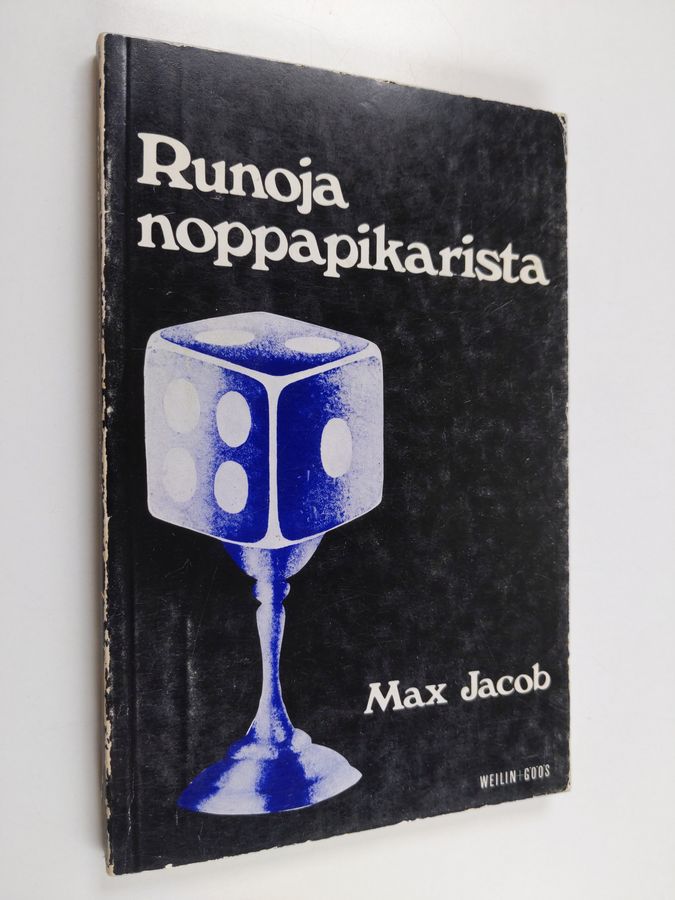 Runoja
noppapikarista
Max Jacob
WEILIN+GÖÖS